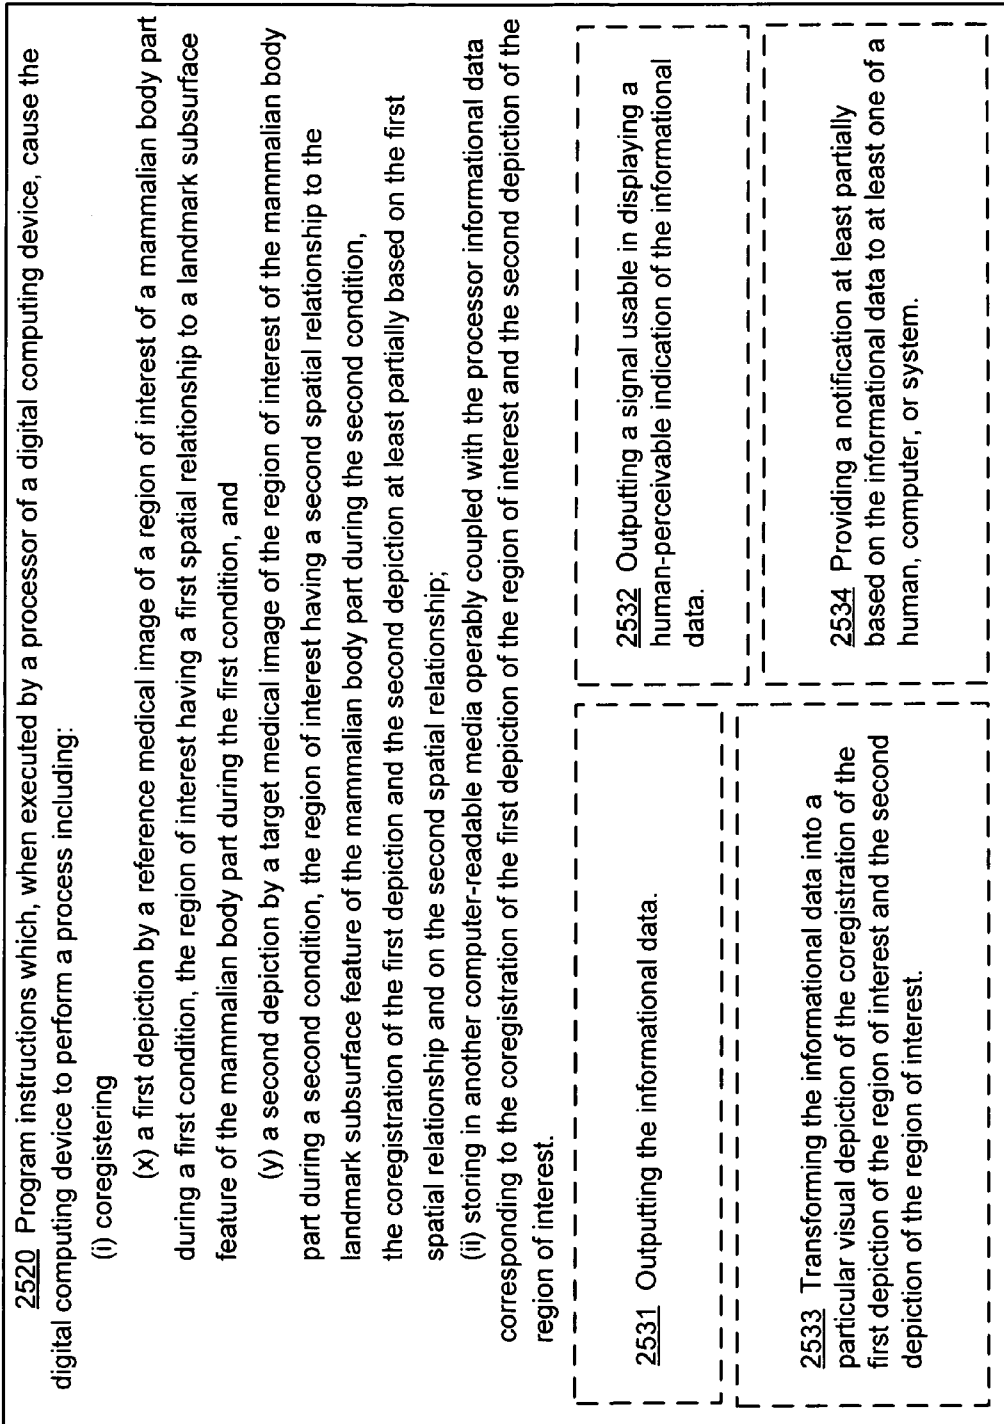 2520 Program instructions which, when executed by a processor of a digital computing device, cause the
digital computing device to perform a process including:
(i) coregistering
(x) a first depiction by a reference medical image of a region of interest of a mammalian body part
during a first condition, the region of interest having a first spatial relationship to a landmark subsurface
feature of the mammalian body part during the first condition, and
(y) a second depiction by a target medical image of the region of interest of the mammalian body
part during a second condition, the region of interest having a second spatial relationship to the
landmark subsurface feature of the mammalian body part during the second condition,
the coregistration of the first depiction and the second depiction at least partially based on the first
spatial relationship and on the second spatial relationship;
(ii) storing in another computer-readable media operably coupled with the processor informational data
corresponding to the coregistration of the first depiction of the region of interest and the second depiction of the
region of interest.
2531 Outputting the informational data.
2532 Outputting a signal usable in displaying a
human-perceivable indication of the informational
data.
2533 Transforming the informational data into a
particular visual depiction of the coregistration of the
first depiction of the region of interest and the second
depiction of the region of interest.
2534 Providing a notification at least partially
based on the informational data to at least one of a
human, computer, or system.